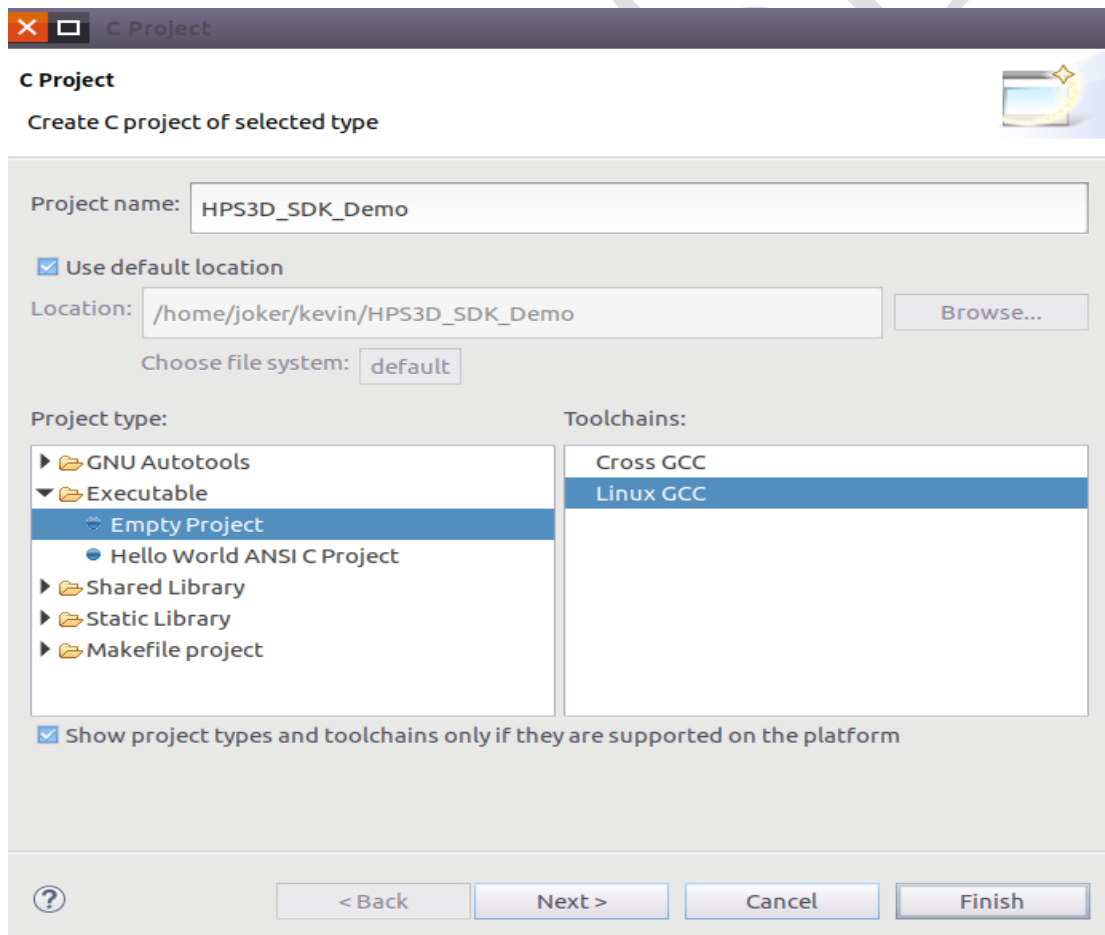 C Project
C Project
Create C project of selected type
Project name: HPS3D_SDK_Demo
Use default location
Location: /home/joker/kevin/HPS3D_SDK_Demo Browse...
Choose file system: default
Project type: Toolchains:
GNU Autotools Cross GCC
Executable Linux GCC
Empty Project
Hello World ANSI C Project
Shared Library
Static Library
Makefile project
Show project types and toolchains only if they are supported on the platform
? < Back Next > Cancel Finish